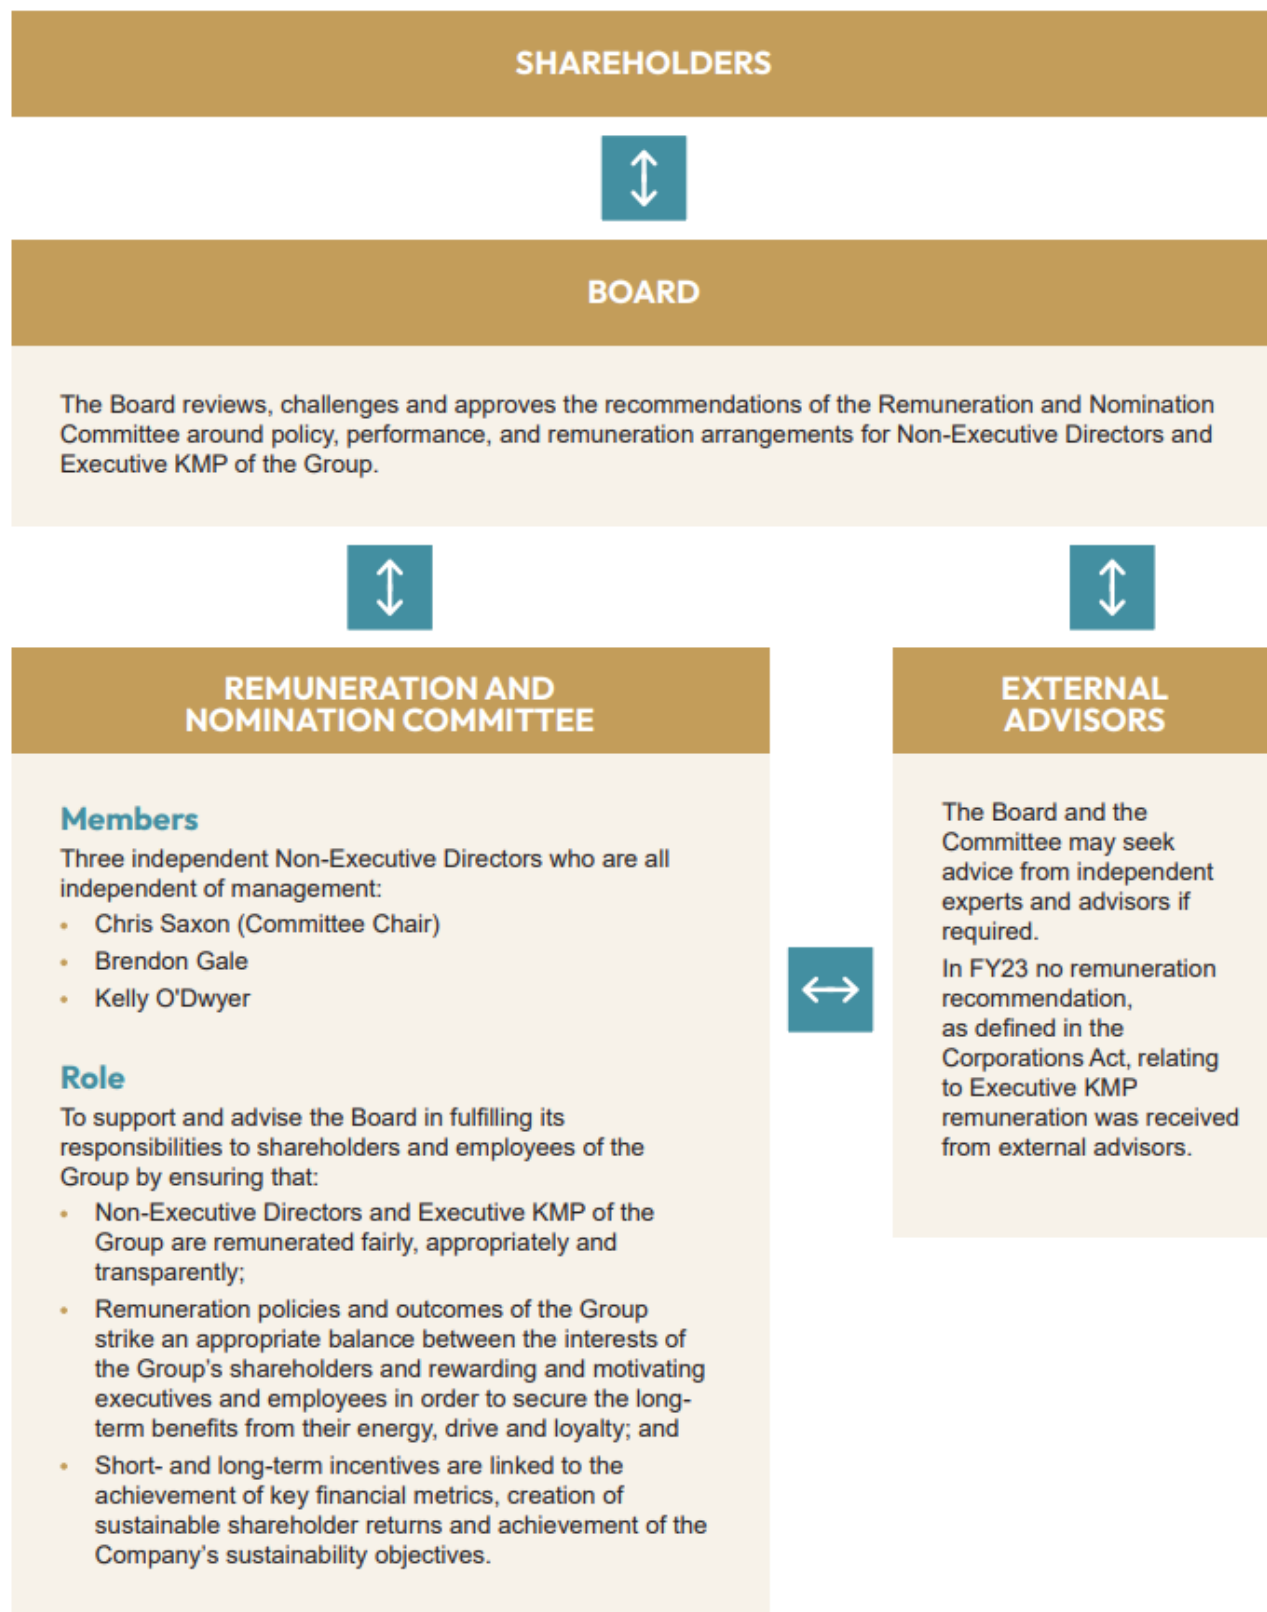 SHAREHOLDERS
BOARD
The Board reviews, challenges and approves the recommendations of the Remuneration and Nomination
Committee around policy, performance, and remuneration arrangements for Non-Executive Directors and
Executive KMP of the Group.
REMUNERATION AND
NOMINATION COMMITTEE
Members
Three independent Non-Executive Directors who are all
independent of management:
• Chris Saxon (Committee Chair)
• Brendon Gale
• Kelly O'Dwyer
Role
To support and advise the Board in fulfilling its
responsibilities to shareholders and employees of the
Group by ensuring that:
• Non-Executive Directors and Executive KMP of the
Group are remunerated fairly, appropriately and
transparently;
• Remuneration policies and outcomes of the Group
strike an appropriate balance between the interests of
the Group's shareholders and rewarding and motivating
executives and employees in order to secure the long-
term benefits from their energy, drive and loyalty; and
• Short- and long-term incentives are linked to the
achievement of key financial metrics, creation of
sustainable shareholder returns and achievement of the
Company's sustainability objectives.
EXTERNAL
ADVISORS
The Board and the
Committee may seek
advice from independent
experts and advisors if
required.
In FY23 no remuneration
recommendation,
as defined in the
Corporations Act, relating
to Executive KMP
remuneration was received
from external advisors.